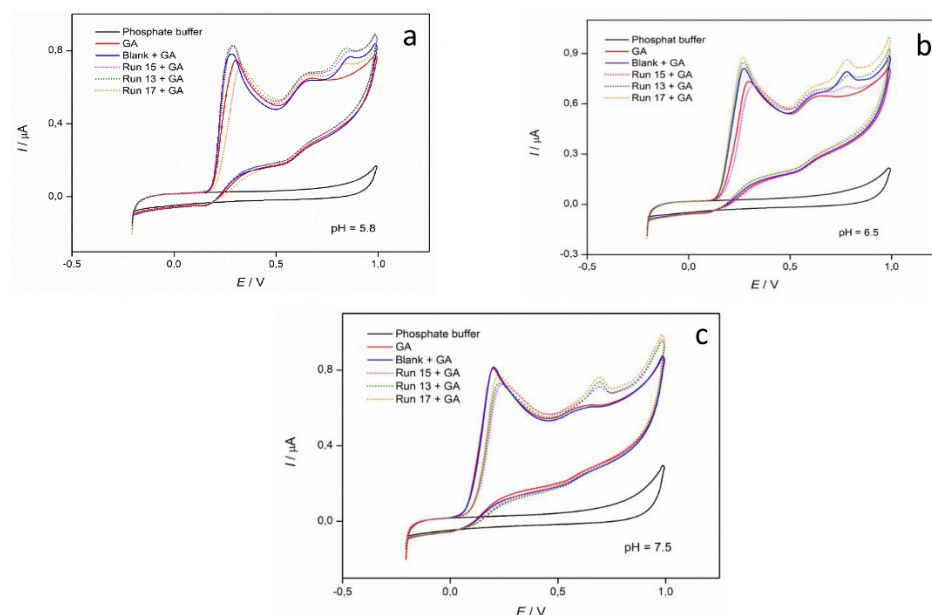 a
0,8
0,4
0,0
I / µA
Phosphate buffer
GA
Blank + GA
Run 15 + GA
Run 13 + GA
Run 17 + GA
pH = 5.8
-0,5
0,0
0,5
1,0
E / V
b
0,9
0,6
0,3
0,0
-0,3
I / µA
Phosphat buffer
GA
Blank + GA
Run 15 + GA
Run 13 + GA
Run 17 + GA
pH = 6.5
-0,5
0,0
0,5
1,0
E / V
c
0,8
0,4
0,0
I / µA
Phosphate buffer
GA
Blank + GA
Run 15 + GA
Run 13 + GA
Run 17 + GA
pH = 7.5
-0,5
0,0
0,5
1,0
E / V